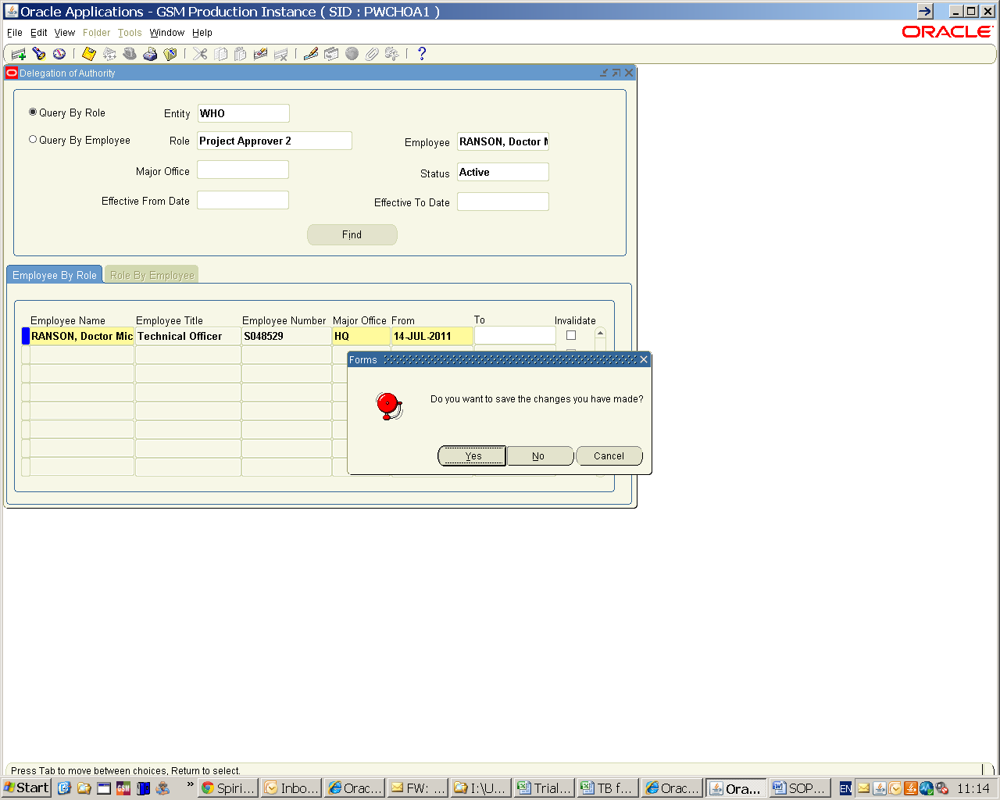 Oracle Applications - GSM Production Instance ( SID : PWCHOA1 )
File Edit View Folder Tools Window Help
ORACLE
Delegation of Authority
Query By Role Entity WHO
Query By Employee Role Project Approver 2 Employee RANSON, Doctor M
Major Office Status Active
Effective From Date Effective To Date
Find
Employee By Role Role By Employee
Employee Name Employee Title Employee Number Major Office From To Invalidate
RANSON, Doctor Mic Technical Officer S048529 HQ 14-JUL-2011
Forms
Do you want to save the changes you have made?
Yes No Cancel
Press Tab to move between choices, Return to select.
Start GSM » Spiri... Inbo... Orac... FW: ... I:\U... Trial... TB f... Orac... Ora... SOP... EN 11:14